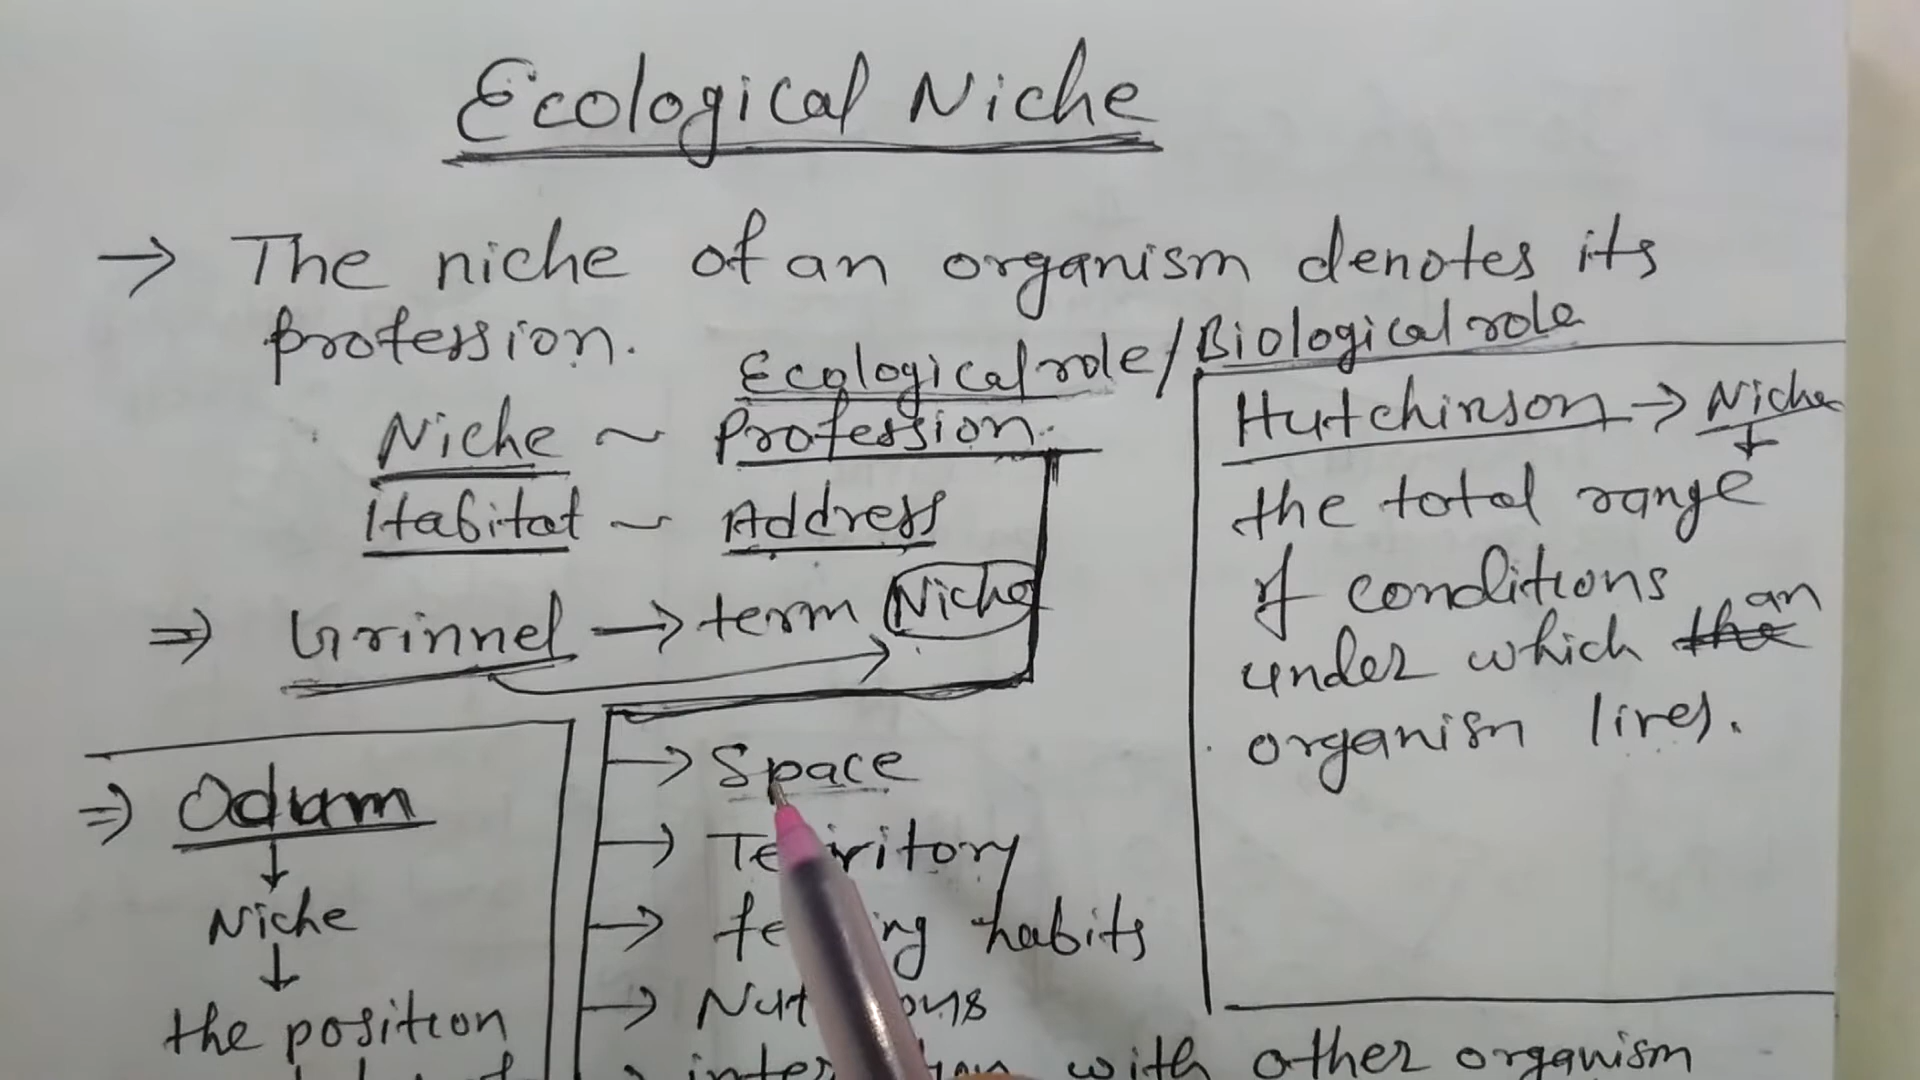 Ecological Niche
→ The niche of an organism denotes its
profession.
Ecological role/Biological role
Niche ~ Profession.
Habitat ~ Address
⇒ Grinnel → term Niche
Hutchinson → Niche
↓
the total range
of conditions
under which the an
organism lives.
⇒ Odum
↓
Niche
↓
the position
→ Space
→
→ habits
→
with other organism